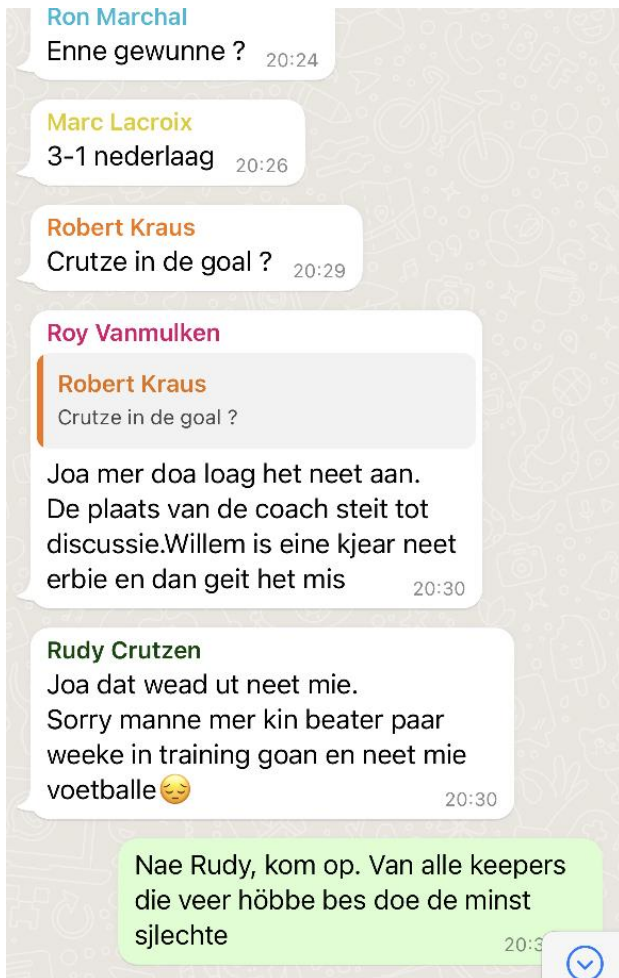 Ron Marchal
Enne gewunne ? 20:24
Marc Lacroix
3-1 nederlaag 20:26
Robert Kraus
Crutze in de goal ? 20:29
Roy Vanmulken
Robert Kraus
Crutze in de goal ?
Joa mer doa loag het neet aan.
De plaats van de coach steit tot
discussie.Willem is eine kjear neet
erbie en dan geit het mis 20:30
Rudy Crutzen
Joa dat wead ut neet mie.
Sorry manne mer kin beater paar
weeke in training goan en neet mie
voetballe😔 20:30
Nae Rudy, kom op. Van alle keepers
die veer höbbe bes doe de minst
sjlechte